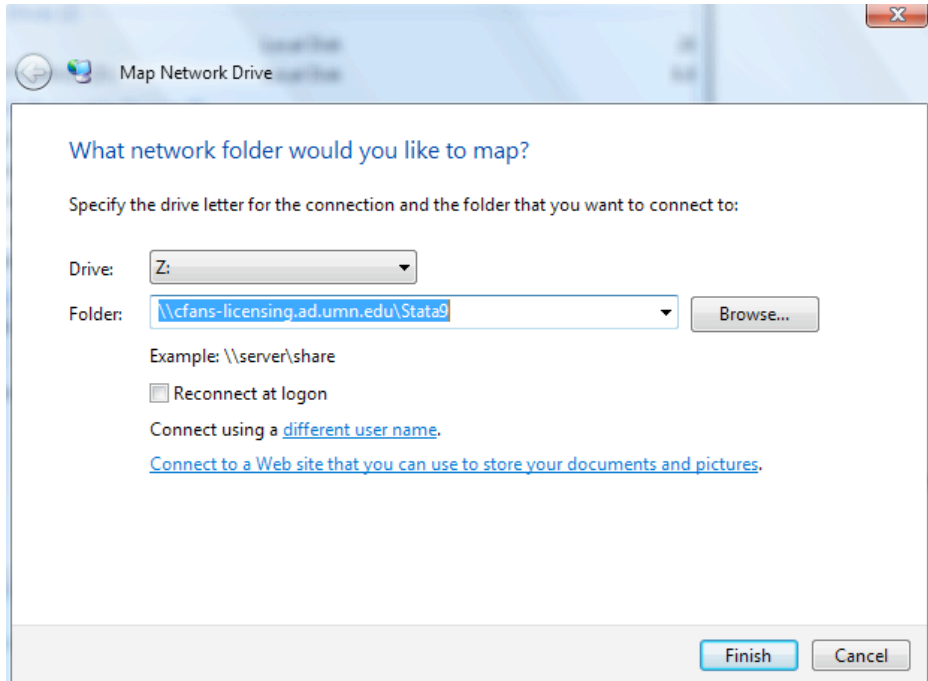 Map Network Drive
What network folder would you like to map?
Specify the drive letter for the connection and the folder that you want to connect to:
Drive: Z:
Folder: \\cfans-licensing.ad.umn.edu\Stata9 Browse...
Example: \\server\share
Reconnect at logon
Connect using a different user name.
Connect to a Web site that you can use to store your documents and pictures.
Finish Cancel